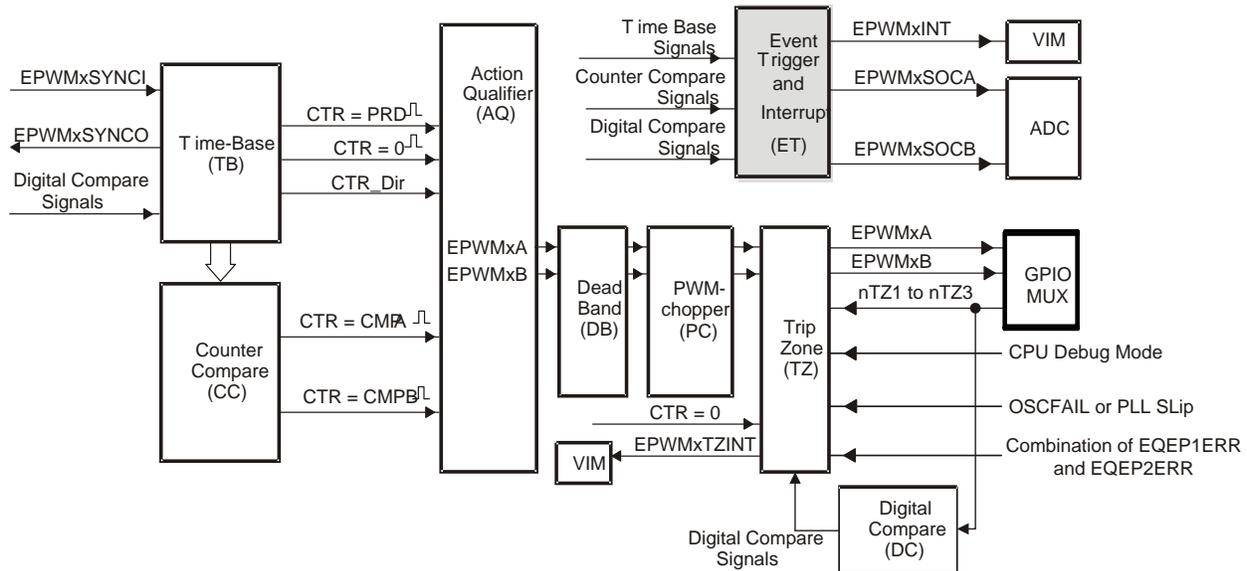 EPWMxSYNCI
EPWMxSYNCO
Digital Compare
Signals
Time-Base
(TB)
CTR = PRD
CTR = 0
CTR_Dir
Counter
Compare
(CC)
CTR = CMPA
CTR = CMPB
Action
Qualifier
(AQ)
EPWMxA
EPWMxB
Time Base
Signals
Counter Compare
Signals
Digital Compare
Signals
Event
Trigger
and
Interrupt
(ET)
EPWMxINT
EPWMxSOCA
EPWMxSOCB
VIM
ADC
Dead
Band
(DB)
PWM-
chopper
(PC)
Trip
Zone
(TZ)
EPWMxA
EPWMxB
nTZ1 to nTZ3
GPIO
MUX
CPU Debug Mode
OSCFAIL or PLL SLip
Combination of EQEP1ERR
and EQEP2ERR
CTR = 0
EPWMxTZINT
VIM
Digital Compare
Signals
Digital
Compare
(DC)